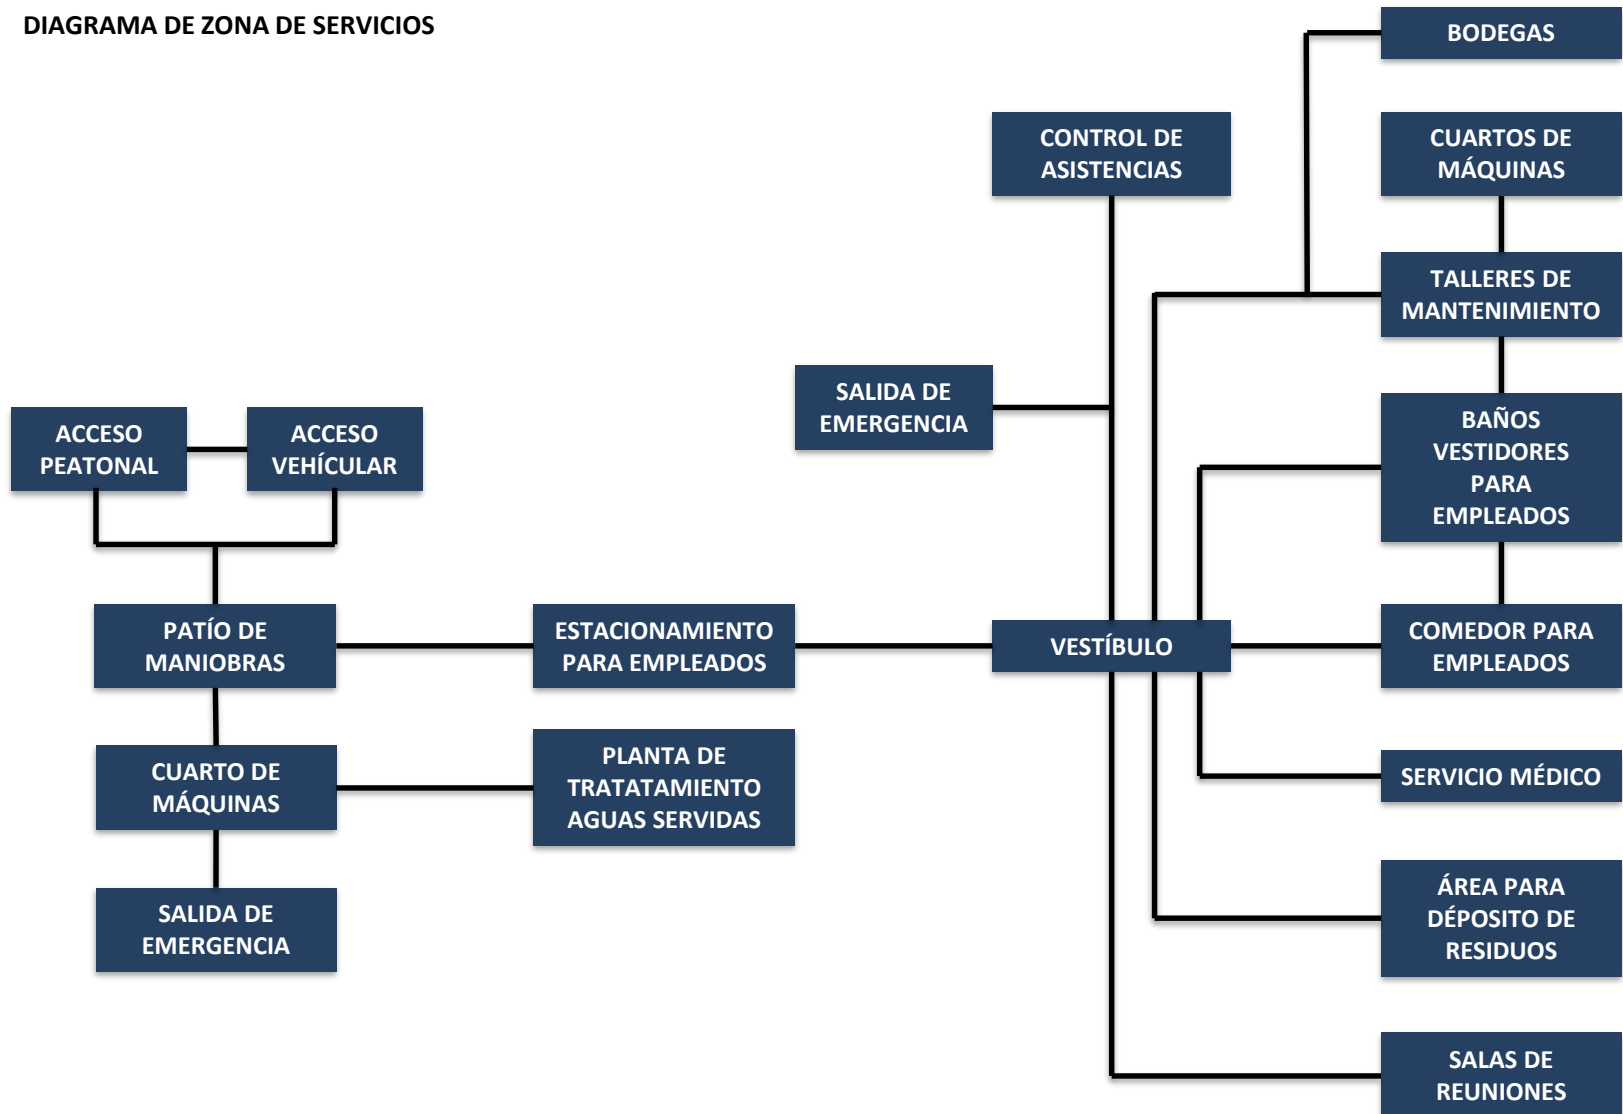 DIAGRAMA DE ZONA DE SERVICIOS
BODEGAS
CONTROL DE
ASISTENCIAS
CUARTOS DE
MÁQUINAS
TALLERES DE
MANTENIMIENTO
SALIDA DE
EMERGENCIA
ACCESO
PEATONAL
ACCESO
VEHÍCULAR
BAÑOS
VESTIDORES
PARA
EMPLEADOS
PATÍO DE
MANIOBRAS
ESTACIONAMIENTO
PARA EMPLEADOS
VESTÍBULO
COMEDOR PARA
EMPLEADOS
CUARTO DE
MÁQUINAS
PLANTA DE
TRATATAMIENTO
AGUAS SERVIDAS
SERVICIO MÉDICO
SALIDA DE
EMERGENCIA
ÁREA PARA
DÉPOSITO DE
RESIDUOS
SALAS DE
REUNIONES